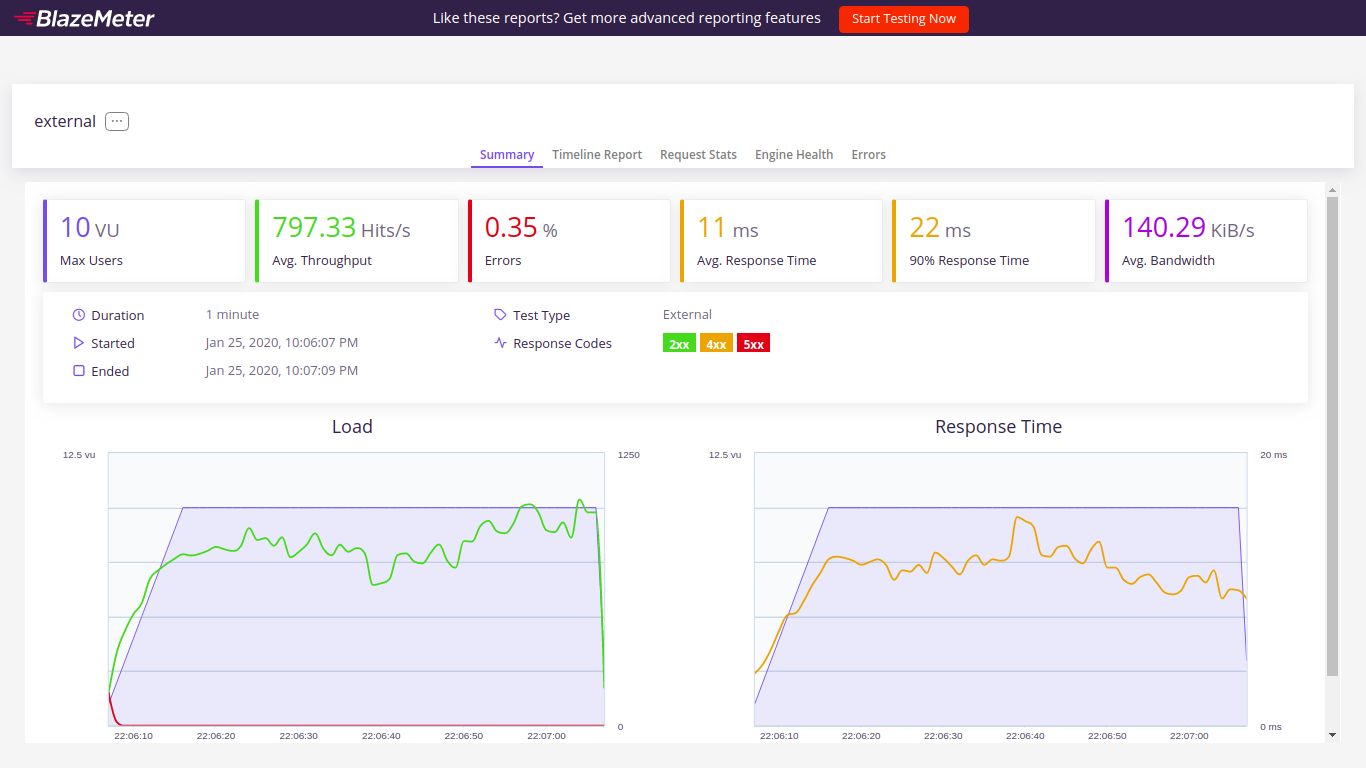 BlazeMeter
Like these reports? Get more advanced reporting features
Start Testing Now
external
...
Summary Timeline Report Request Stats Engine Health Errors
10 VU
Max Users
797.33 Hits/s
Avg. Throughput
0.35 %
Errors
11 ms
Avg. Response Time
22 ms
90% Response Time
140.29 KiB/s
Avg. Bandwidth
Duration 1 minute
Started Jan 25, 2020, 10:06:07 PM
Ended Jan 25, 2020, 10:07:09 PM
Test Type External
Response Codes 2xx 4xx 5xx
Load
12.5 vu 1250
0
22:06:10 22:06:20 22:06:30 22:06:40 22:06:50 22:07:00
Response Time
12.5 vu 20 ms
0 ms
22:06:10 22:06:20 22:06:30 22:06:40 22:06:50 22:07:00